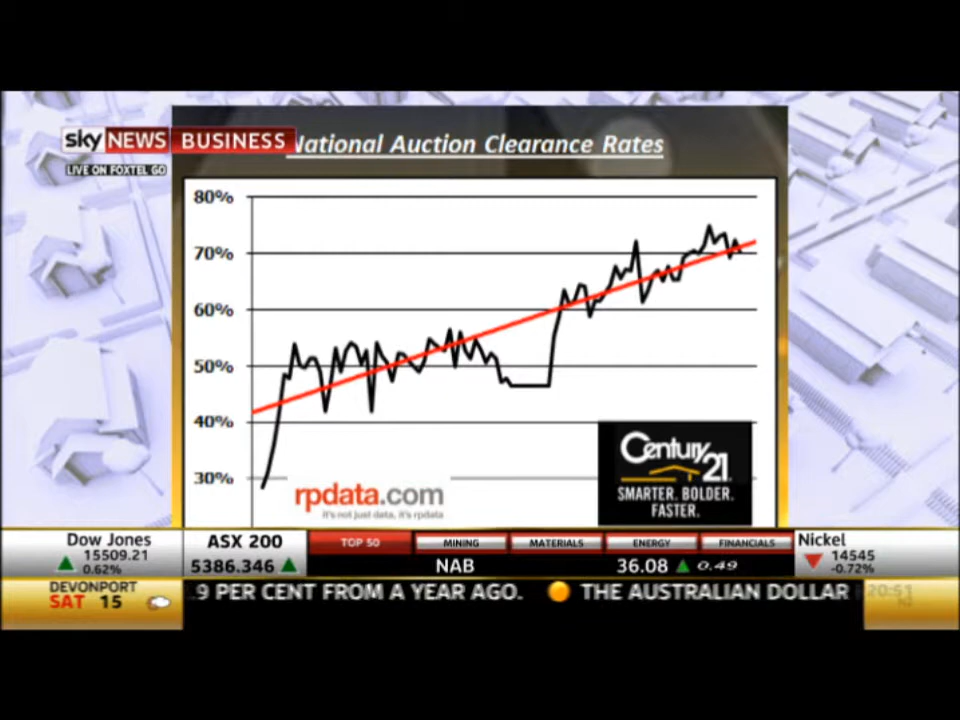 sky NEWS BUSINESS
LIVE ON FOXTEL GO
National Auction Clearance Rates
80%
70%
60%
50%
40%
30%
rpdata.com
It's not just data, it's rpdata
Century 21
SMARTER. BOLDER.
FASTER.
Dow Jones
15509.21
0.62%
ASX 200
5386.346
TOP 50 MINING MATERIALS ENERGY FINANCIALS
NAB 36.08 0.49
Nickel
14545
-0.72%
DEVONPORT
SAT 15
9 PER CENT FROM A YEAR AGO. THE AUSTRALIAN DOLLAR